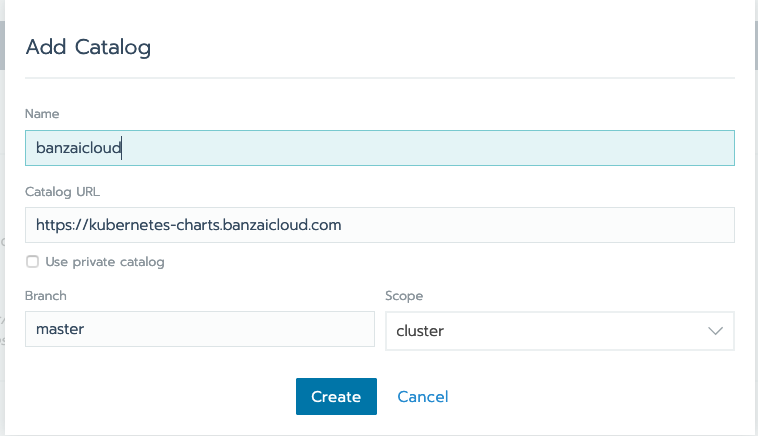 Add Catalog
Name
banzaicloud
Catalog URL
https://kubernetes-charts.banzaicloud.com
Use private catalog
Branch
Scope
master
cluster
Create
Cancel